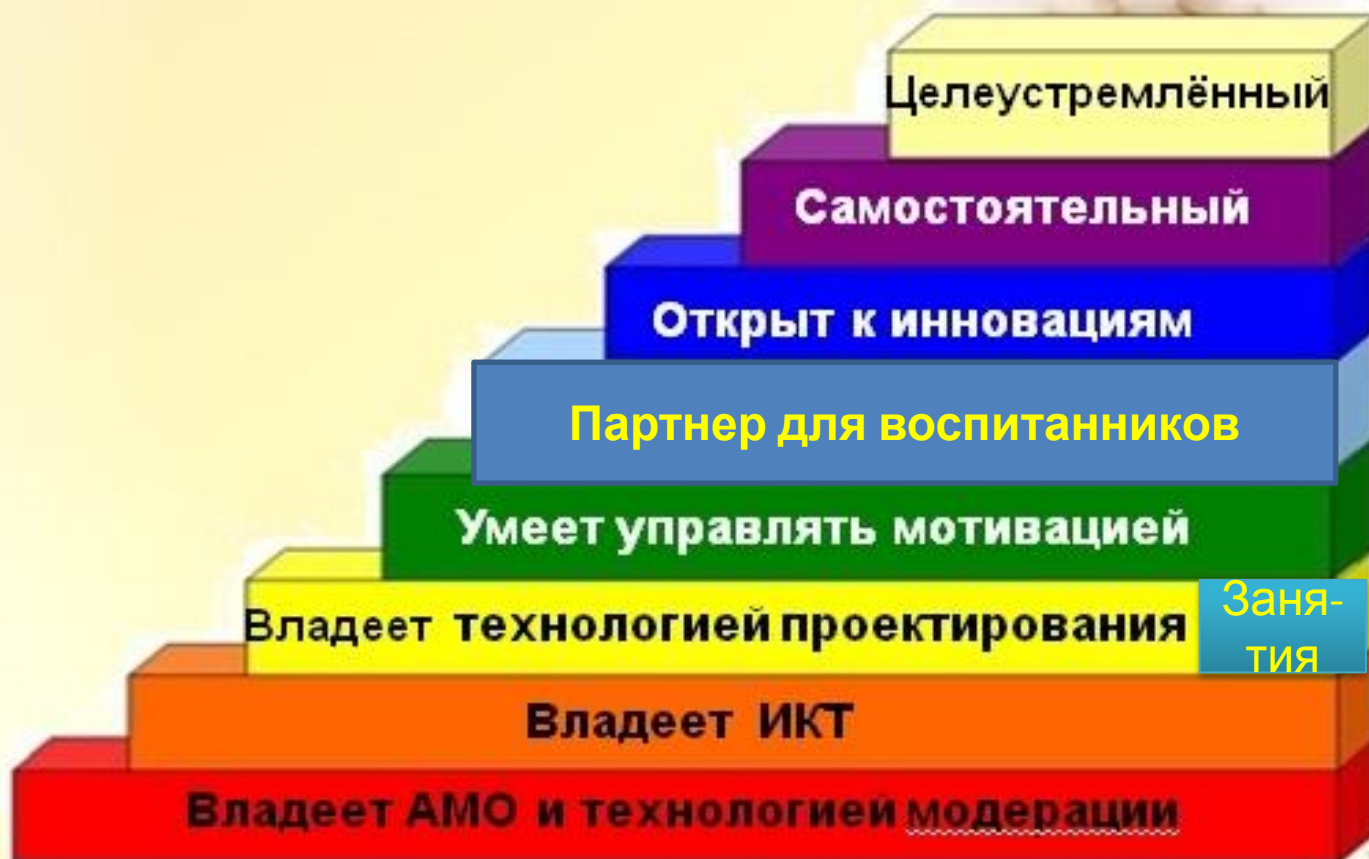 Целеустремлённый
Самостоятельный
Открыт к инновациям
Партнер для воспитанников
Умеет управлять мотивацией
Владеет технологией проектирования
Заня-
тия
Владеет ИКТ
Владеет АМО и технологией модерации